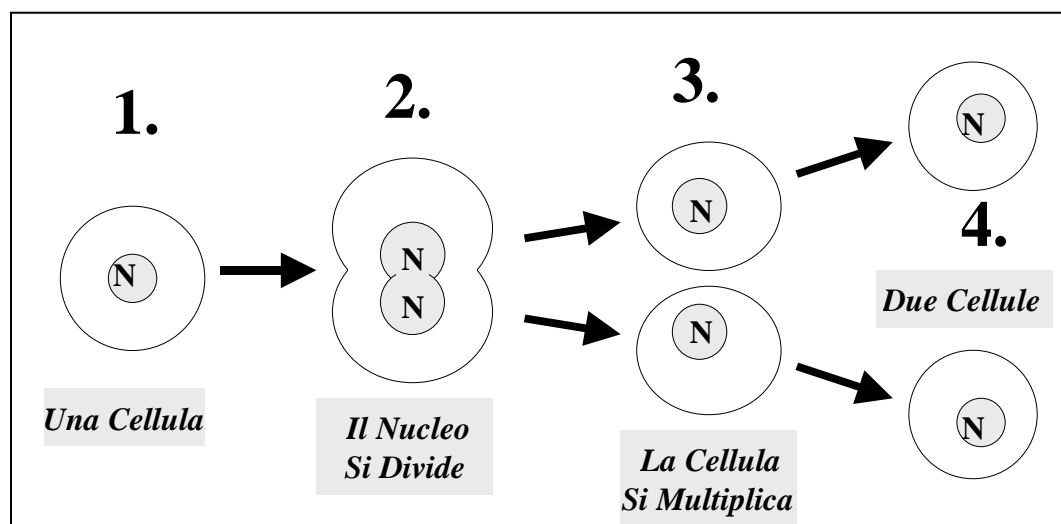 1.
N
Una Cellula
2.
N
N
Il Nucleo
Si Divide
3.
N
N
La Cellula
Si Multiplica
N
4.
Due Cellule
N